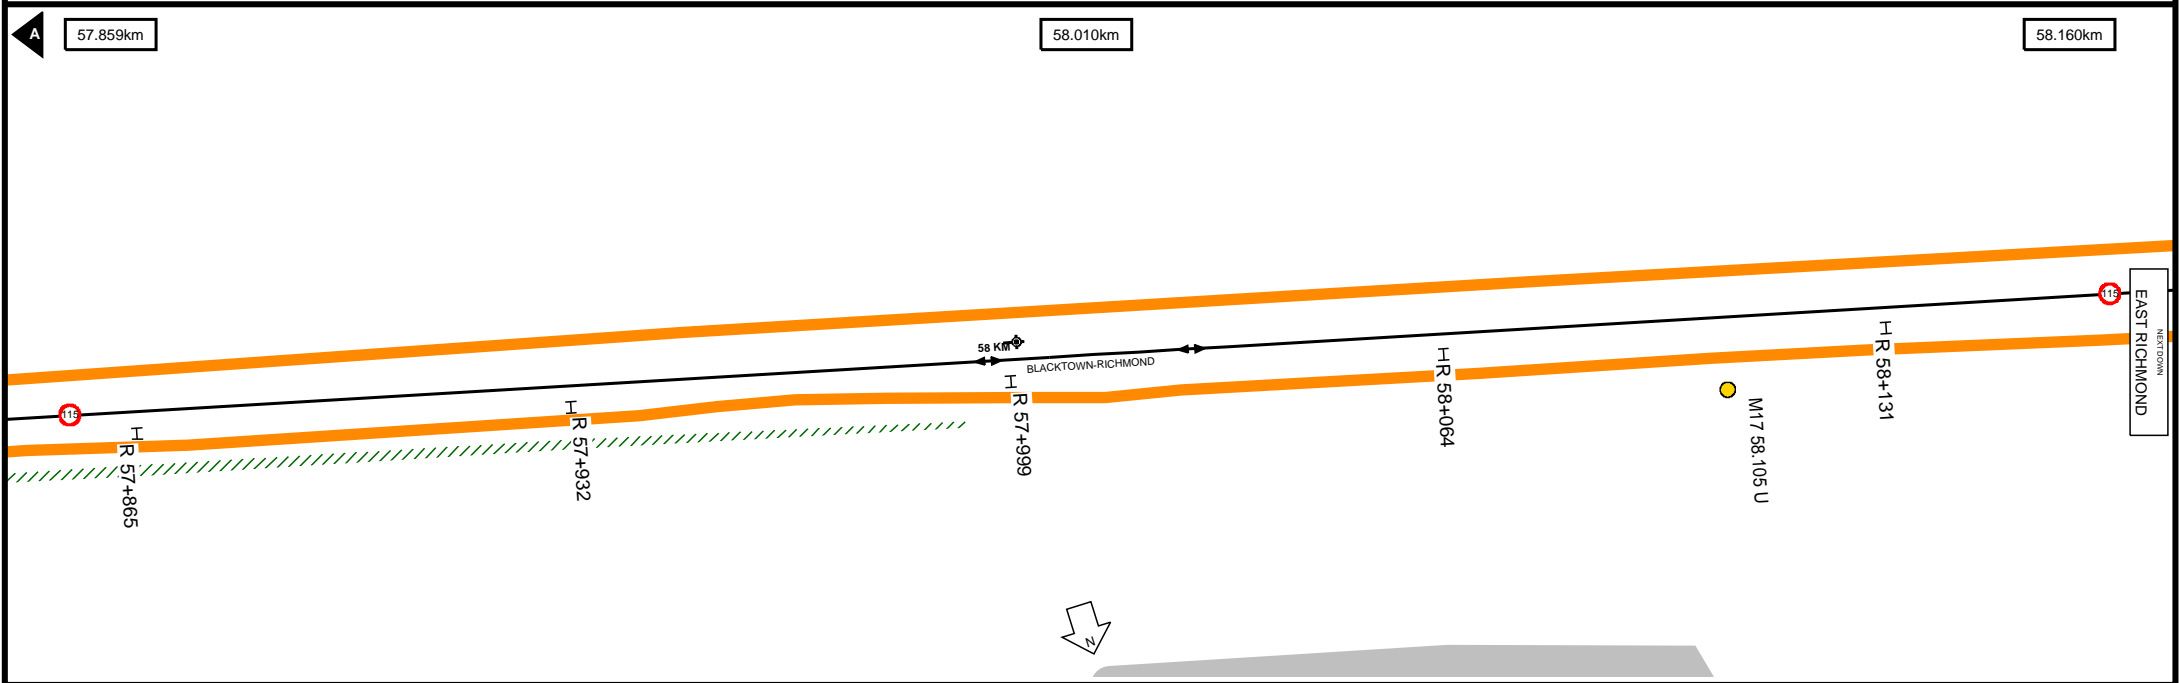 A
57.859km
58.010km
58.160km
115
EAST RICHMOND
NEXT DOWN
58 KM
BLACKTOWN-RICHMOND
115
R 57+865
R 57+932
R 57+999
HR 58+064
R 58+131
M17 58.105 U
N